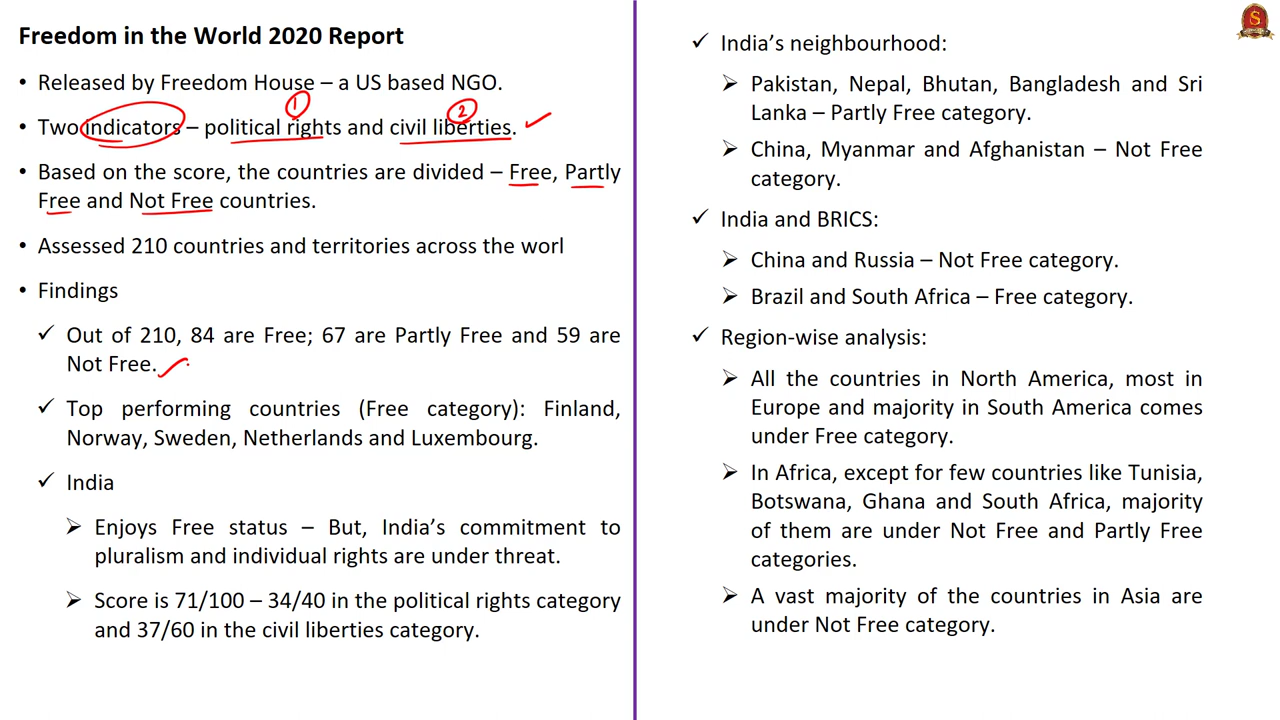 Freedom in the World 2020 Report
• Released by Freedom House – a US based NGO.
1
2
• Two indicators – political rights and civil liberties.
• Based on the score, the countries are divided – Free, Partly
Free and Not Free countries.
• Assessed 210 countries and territories across the worl
• Findings
✓ Out of 210, 84 are Free; 67 are Partly Free and 59 are
Not Free.
✓ Top performing countries (Free category): Finland,
Norway, Sweden, Netherlands and Luxembourg.
✓ India
➢ Enjoys Free status – But, India’s commitment to
pluralism and individual rights are under threat.
➢ Score is 71/100 – 34/40 in the political rights category
and 37/60 in the civil liberties category.
✓ India’s neighbourhood:
➢ Pakistan, Nepal, Bhutan, Bangladesh and Sri
Lanka – Partly Free category.
➢ China, Myanmar and Afghanistan – Not Free
category.
✓ India and BRICS:
➢ China and Russia – Not Free category.
➢ Brazil and South Africa – Free category.
✓ Region-wise analysis:
➢ All the countries in North America, most in
Europe and majority in South America comes
under Free category.
➢ In Africa, except for few countries like Tunisia,
Botswana, Ghana and South Africa, majority
of them are under Not Free and Partly Free
categories.
➢ A vast majority of the countries in Asia are
under Not Free category.
S